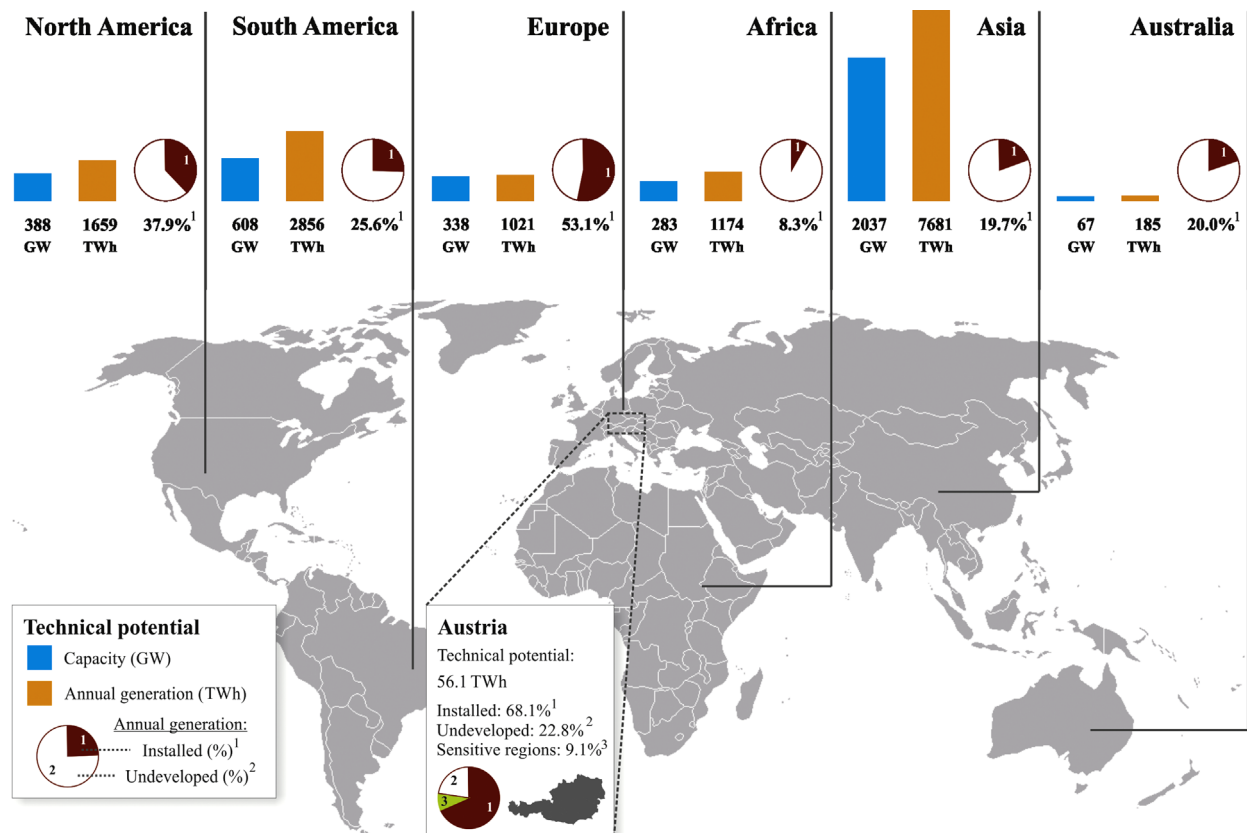 North America
South America
Europe
Africa
Asia
Australia
388
GW
1659
TWh
37.9%1
1
608
GW
2856
TWh
25.6%1
1
338
GW
1021
TWh
53.1%1
1
283
GW
1174
TWh
8.3%1
1
2037
GW
7681
TWh
19.7%1
1
67
GW
185
TWh
20.0%1
1
Technical potential
Capacity (GW)
Annual generation (TWh)
Annual generation:
1
Installed (%)1
2
Undeveloped (%)2
Austria
Technical potential:
56.1 TWh
Installed: 68.1%1
Undeveloped: 22.8%2
Sensitive regions: 9.1%3
2
3
1